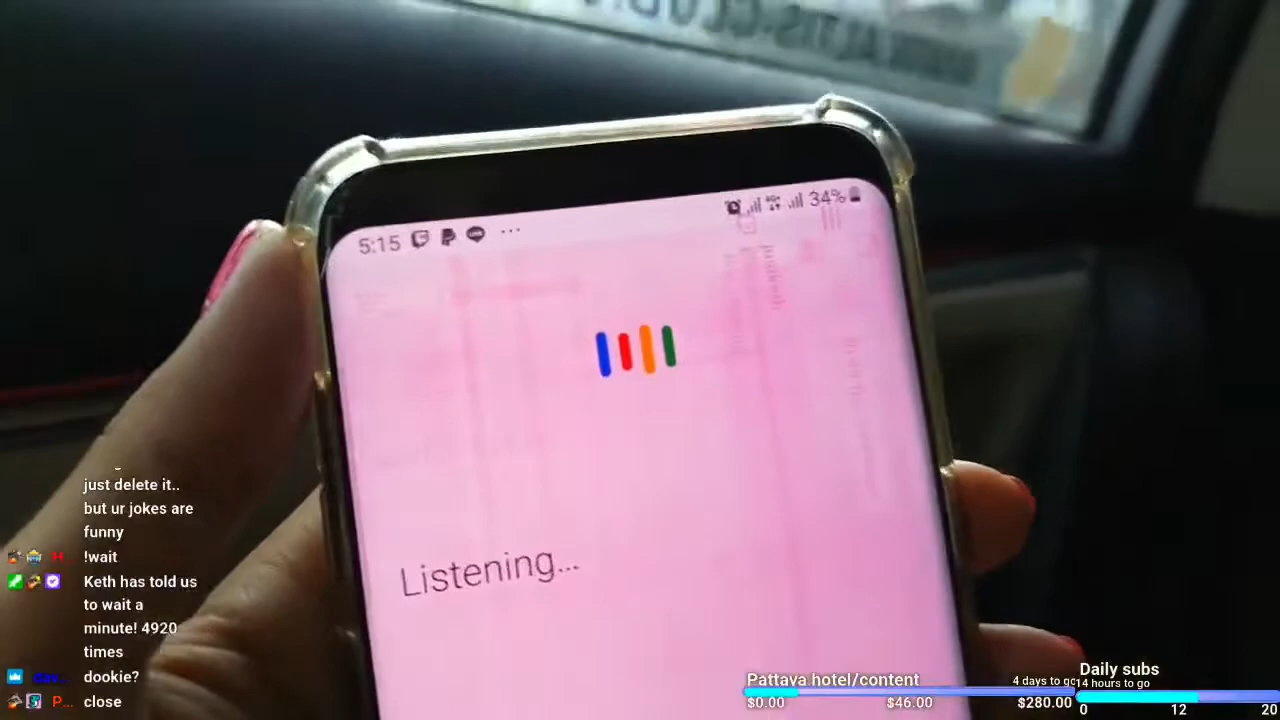 5:15
34%
Listening...
just delete it..
but ur jokes are
funny
!wait
Keth has told us
to wait a
minute! 4920
times
dav... dookie?
P... close
Pattaya hotel/content
4 days to go
$0.00 $46.00 $280.00
Daily subs
14 hours to go
0 12 20